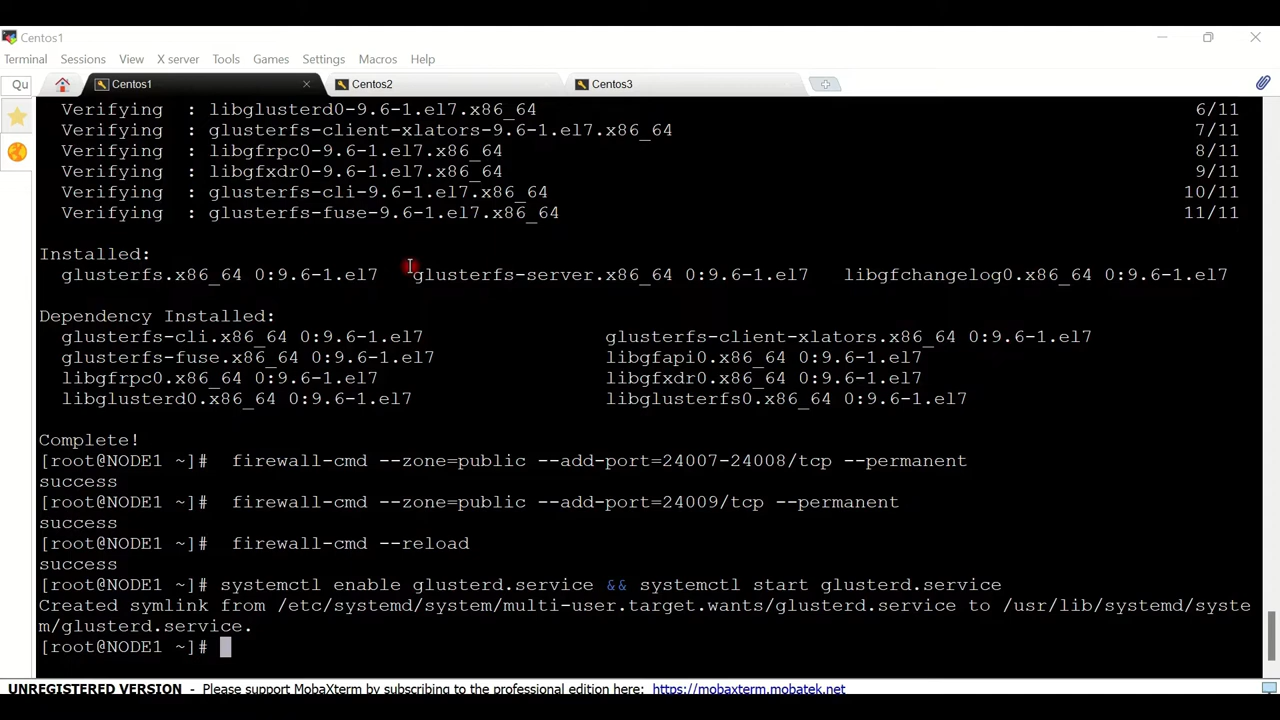 Centos1
Terminal Sessions View X server Tools Games Settings Macros Help
Qu Centos1 Centos2 Centos3
Verifying : libglusterd0-9.6-1.el7.x86_64 6/11
Verifying : glusterfs-client-xlators-9.6-1.el7.x86_64 7/11
Verifying : libgfrpc0-9.6-1.el7.x86_64 8/11
Verifying : libgfxdr0-9.6-1.el7.x86_64 9/11
Verifying : glusterfs-cli-9.6-1.el7.x86_64 10/11
Verifying : glusterfs-fuse-9.6-1.el7.x86_64 11/11
Installed:
glusterfs.x86_64 0:9.6-1.el7 glusterfs-server.x86_64 0:9.6-1.el7 libgfchangelog0.x86_64 0:9.6-1.el7
Dependency Installed:
glusterfs-cli.x86_64 0:9.6-1.el7 glusterfs-client-xlators.x86_64 0:9.6-1.el7
glusterfs-fuse.x86_64 0:9.6-1.el7 libgfapi0.x86_64 0:9.6-1.el7
libgfrpc0.x86_64 0:9.6-1.el7 libgfxdr0.x86_64 0:9.6-1.el7
libglusterd0.x86_64 0:9.6-1.el7 libglusterfs0.x86_64 0:9.6-1.el7
Complete!
[root@NODE1 ~]# firewall-cmd --zone=public --add-port=24007-24008/tcp --permanent
success
[root@NODE1 ~]# firewall-cmd --zone=public --add-port=24009/tcp --permanent
success
[root@NODE1 ~]# firewall-cmd --reload
success
[root@NODE1 ~]# systemctl enable glusterd.service && systemctl start glusterd.service
Created symlink from /etc/systemd/system/multi-user.target.wants/glusterd.service to /usr/lib/systemd/syste
m/glusterd.service.
[root@NODE1 ~]#
UNREGISTERED VERSION - Please support MobaXterm by subscribing to the professional edition here: https://mobaxterm.mobatek.net